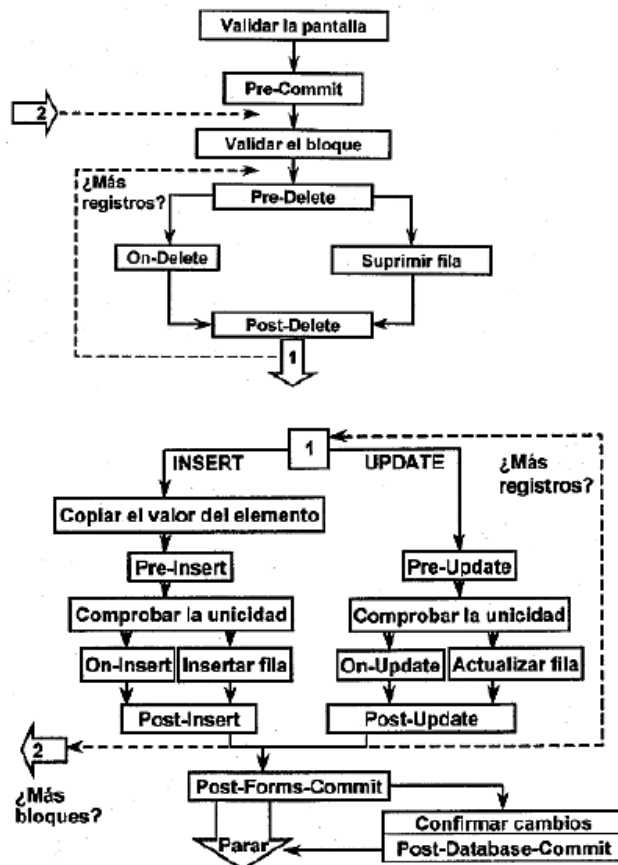 Validar la pantalla
Pre-Commit
2
Validar el bloque
¿Más
registros?
Pre-Delete
On-Delete
Suprimir fila
Post-Delete
1
1
INSERT
UPDATE
¿Más
registros?
Copiar el valor del elemento
Pre-Insert
Pre-Update
Comprobar la unicidad
Comprobar la unicidad
On-Insert
Insertar fila
On-Update
Actualizar fila
Post-Insert
Post-Update
2
¿Más
bloques?
Post-Forms-Commit
Confirmar cambios
Parar
Post-Database-Commit